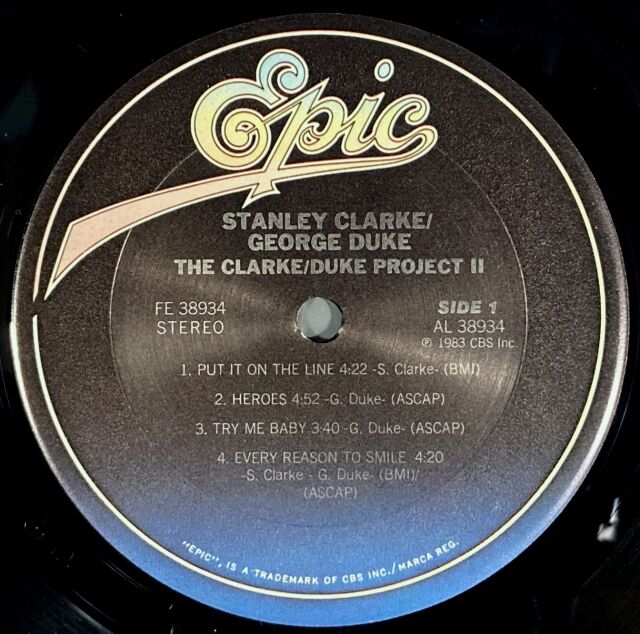 Epic
STANLEY CLARKE/
GEORGE DUKE
THE CLARKE/DUKE PROJECT II
FE 38934
STEREO
SIDE 1
AL 38934
℗ 1983 CBS Inc.
1. PUT IT ON THE LINE 4:22 -S. Clarke- (BMI)
2. HEROES 4:52 -G. Duke- (ASCAP)
3. TRY ME BABY 3:40 -G. Duke- (ASCAP)
4. EVERY REASON TO SMILE 4:20
-S. Clarke - G. Duke- (BMI)/
(ASCAP)
"EPIC", IS A TRADEMARK OF CBS INC./MARCA REG.